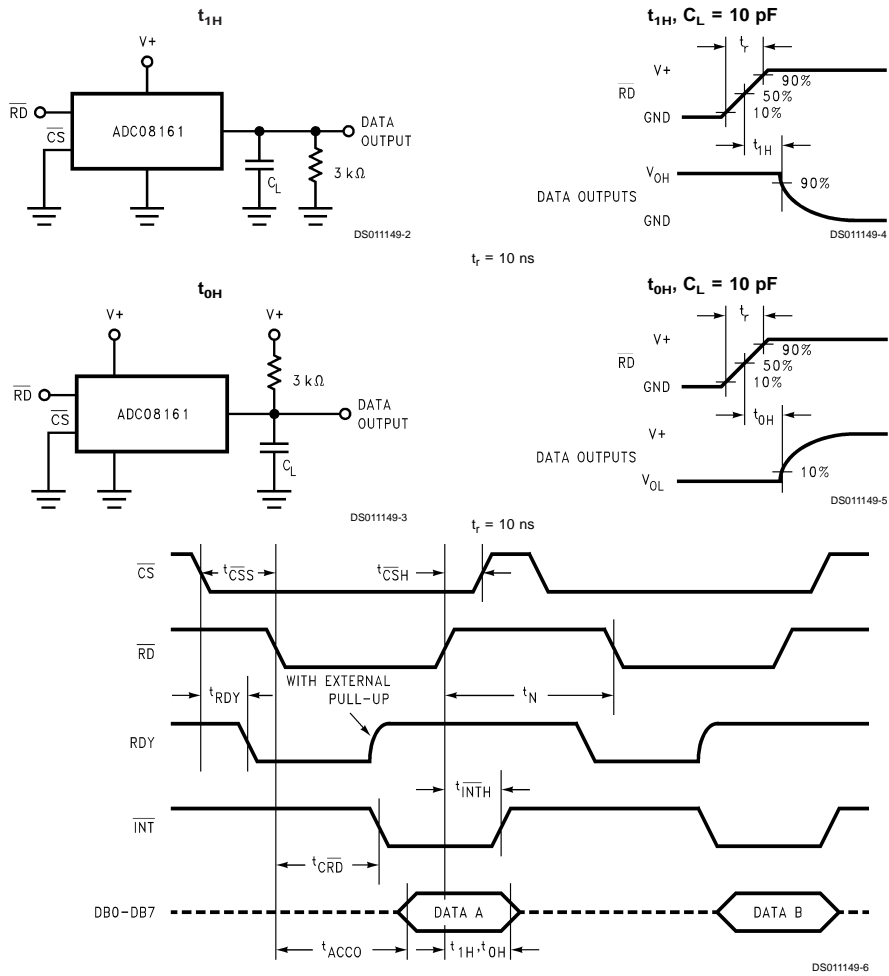 t1H
V+
RD
CS
ADC08161
DATA
OUTPUT
CL
3 kΩ
DS011149-2
t1H, CL = 10 pF
tr
V+
90%
RD
50%
10%
GND
t1H
VOH
90%
DATA OUTPUTS
GND
DS011149-4
tr = 10 ns
t0H
V+
V+
3 kΩ
RD
CS
ADC08161
DATA
OUTPUT
CL
DS011149-3
t0H, CL = 10 pF
tr
V+
90%
RD
50%
10%
GND
t0H
V+
DATA OUTPUTS
10%
VOL
DS011149-5
tr = 10 ns
CS
tCSS
tCSH
RD
tRDY
WITH EXTERNAL
PULL-UP
tN
RDY
tINTH
INT
tCRD
DB0-DB7
DATA A
DATA B
tACC0
t1H, t0H
DS011149-6